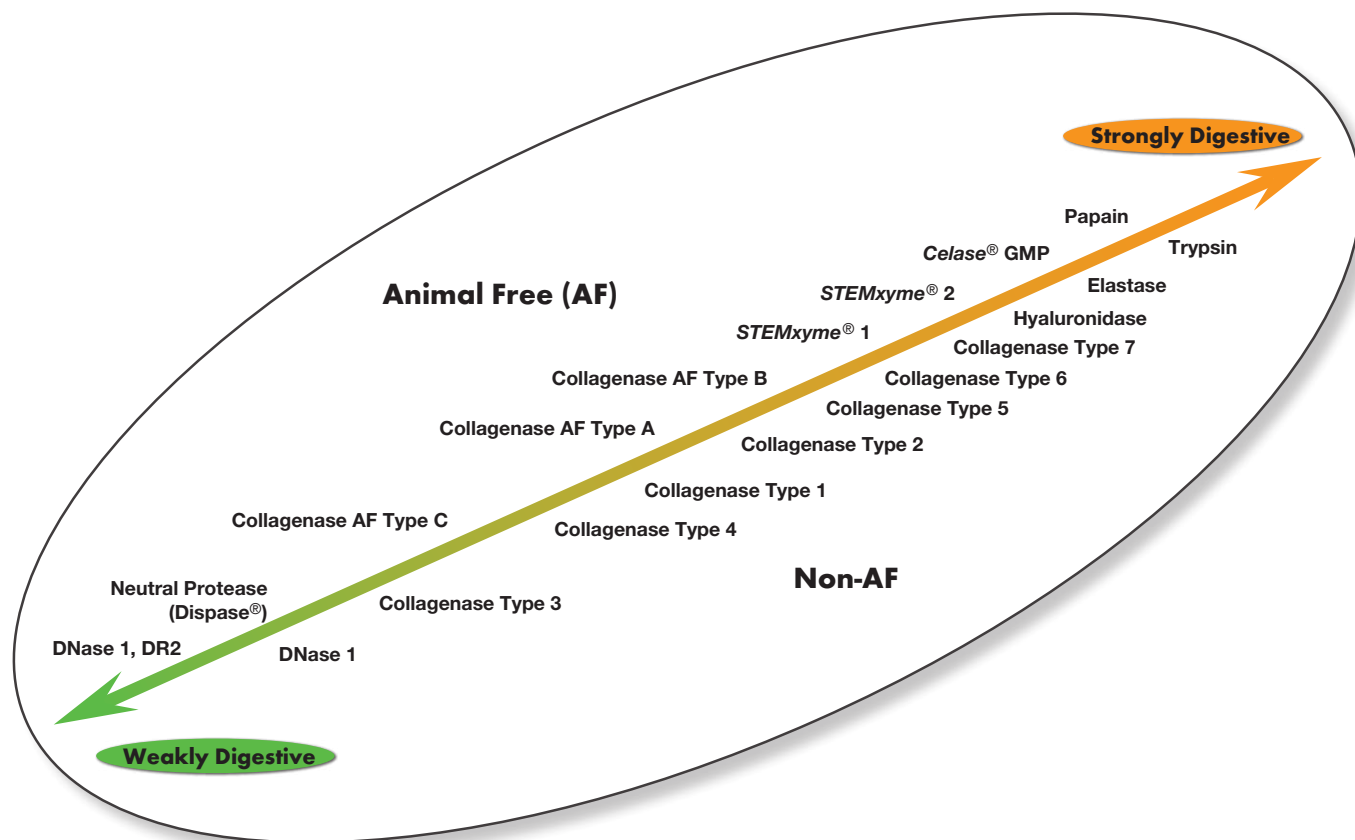 Strongly Digestive
Papain
Trypsin
Celase® GMP
Elastase
Animal Free (AF)
STEMxyme® 2
Hyaluronidase
STEMxyme® 1
Collagenase Type 7
Collagenase AF Type B
Collagenase Type 6
Collagenase Type 5
Collagenase AF Type A
Collagenase Type 2
Collagenase Type 1
Collagenase AF Type C
Collagenase Type 4
Non-AF
Neutral Protease
(Dispase®)
Collagenase Type 3
DNase 1, DR2
DNase 1
Weakly Digestive